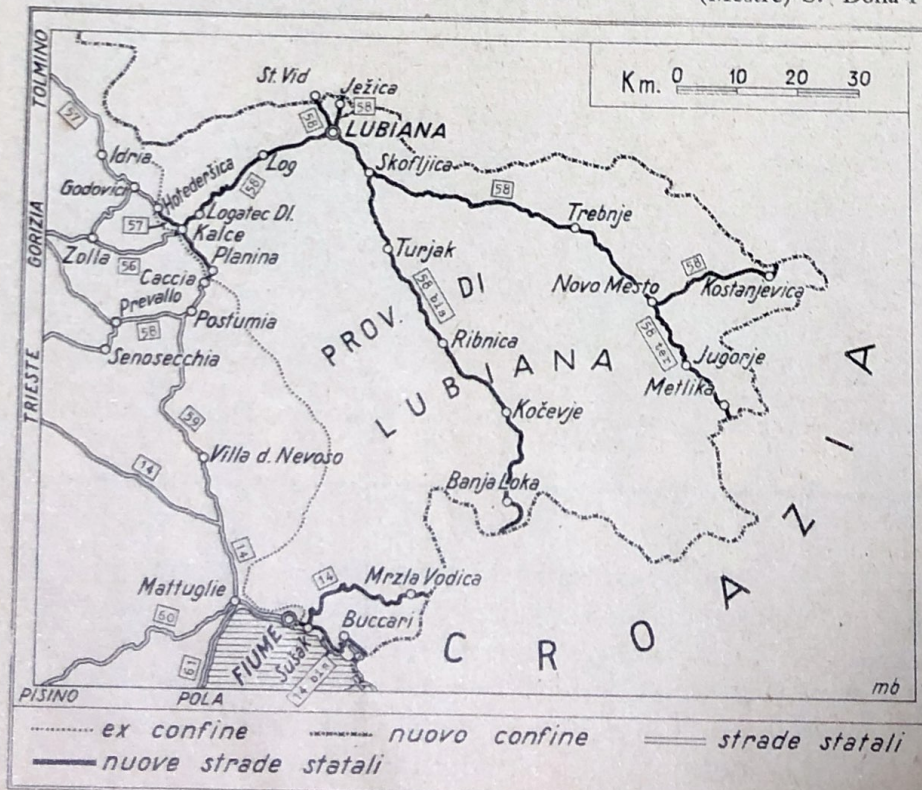 Km. 0 10 20 30
TOLMINO
GORIZIA
TRIESTE
St. Vid
Ježica
58
58
LUBIANA
57
Idria
Log
Skofljica
Godovici
Hotederšica
58
58
57
Logatec Dl.
Trebnje
Kalce
Zolla
56
Turjak
Planina
Caccia
58 bis
Novo Mesto
58
Kostanjevica
Prevallo
Postumia
58
PROV. DI
LUBIANA
Senosecchia
Ribnica
58 ter
Jugorje
Metlika
59
Kočevje
Villa d. Nevoso
14
Banja Loka
14
Mattuglie
14
Mrzla Vodica
60
Buccari
FIUME
Sušak
14 bis
61
CROAZIA
mb
PISINO
POLA
ex confine
nuovo confine
strade statali
nuove strade statali